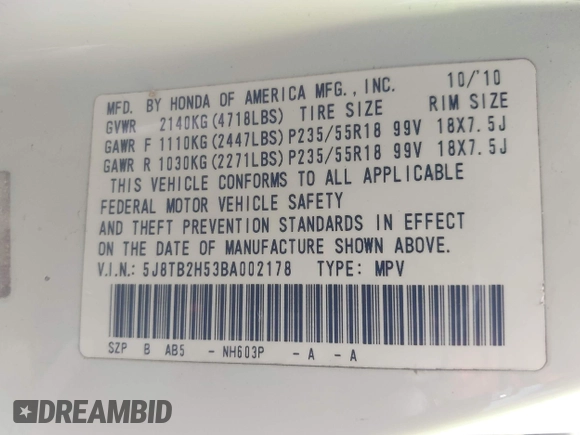 MFD. BY HONDA OF AMERICA MFG., INC. 10/'10
GVWR 2140KG(4718LBS) TIRE SIZE RIM SIZE
GAWR F 1110KG(2447LBS)P235/55R18 99V 18X7.5J
GAWR R 1030KG(2271LBS)P235/55R18 99V 18X7.5J
THIS VEHICLE CONFORMS TO ALL APPLICABLE
FEDERAL MOTOR VEHICLE SAFETY
AND THEFT PREVENTION STANDARDS IN EFFECT
ON THE DATE OF MANUFACTURE SHOWN ABOVE.
V.I.N.: 5J8TB2H53BA002178 TYPE: MPV
SZP B AB5 - NH603P - A - A
DREAMBID